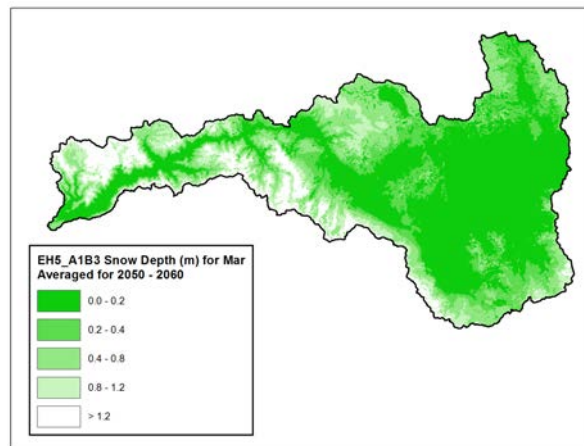 EH5_A1B3 Snow Depth (m) for Mar
Averaged for 2050 - 2060
0.0 - 0.2
0.2 - 0.4
0.4 - 0.8
0.8 - 1.2
> 1.2